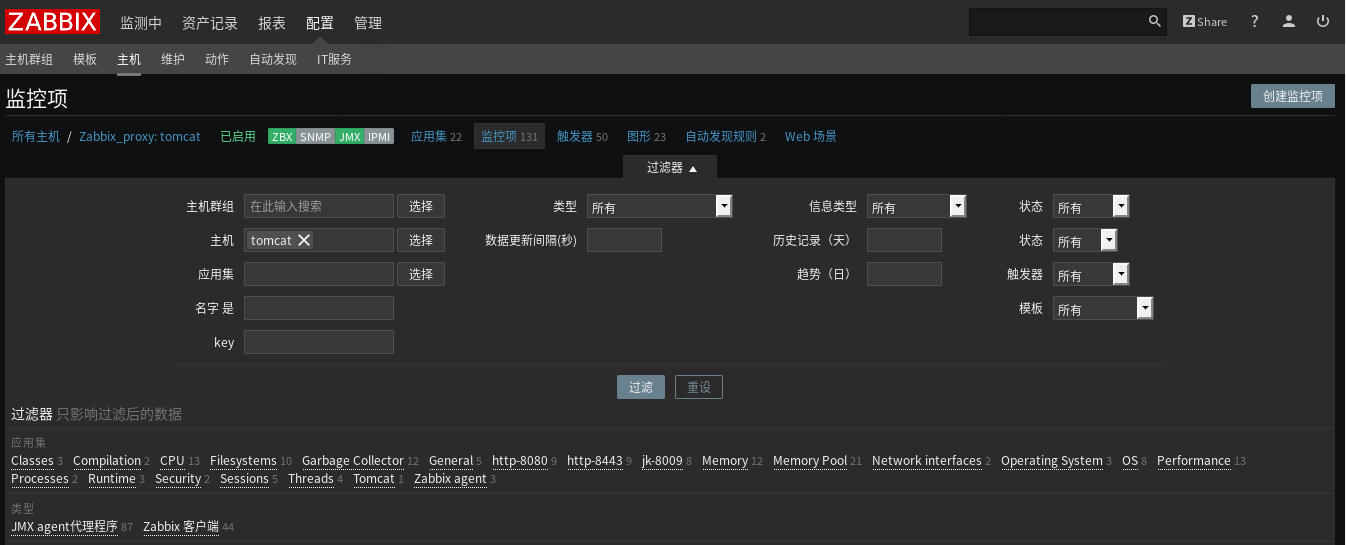 ZABBIX 监测中 资产记录 报表 配置 管理 Share ?
主机群组 模板 主机 维护 动作 自动发现 IT服务
监控项 创建监控项
所有主机 / Zabbix_proxy: tomcat 已启用 ZBX SNMP JMX IPMI 应用集 22 监控项 131 触发器 50 图形 23 自动发现规则 2 Web 场景
过滤器
主机群组 在此输入搜索 选择 类型 所有 信息类型 所有 状态 所有
主机 tomcat 选择 数据更新间隔(秒) 历史记录（天） 状态 所有
应用集 选择 趋势（日） 触发器 所有
名字 是 模板 所有
key
过滤 重设
过滤器 只影响过滤后的数据
应用集
Classes 3 Compilation 2 CPU 13 Filesystems 10 Garbage Collector 12 General 5 http-8080 9 http-8443 9 jk-8009 8 Memory 12 Memory Pool 21 Network interfaces 2 Operating System 3 OS 8 Performance 13
Processes 2 Runtime 3 Security 2 Sessions 5 Threads 4 Tomcat 1 Zabbix agent 3
类型
JMX agent代理程序 87 Zabbix 客户端 44